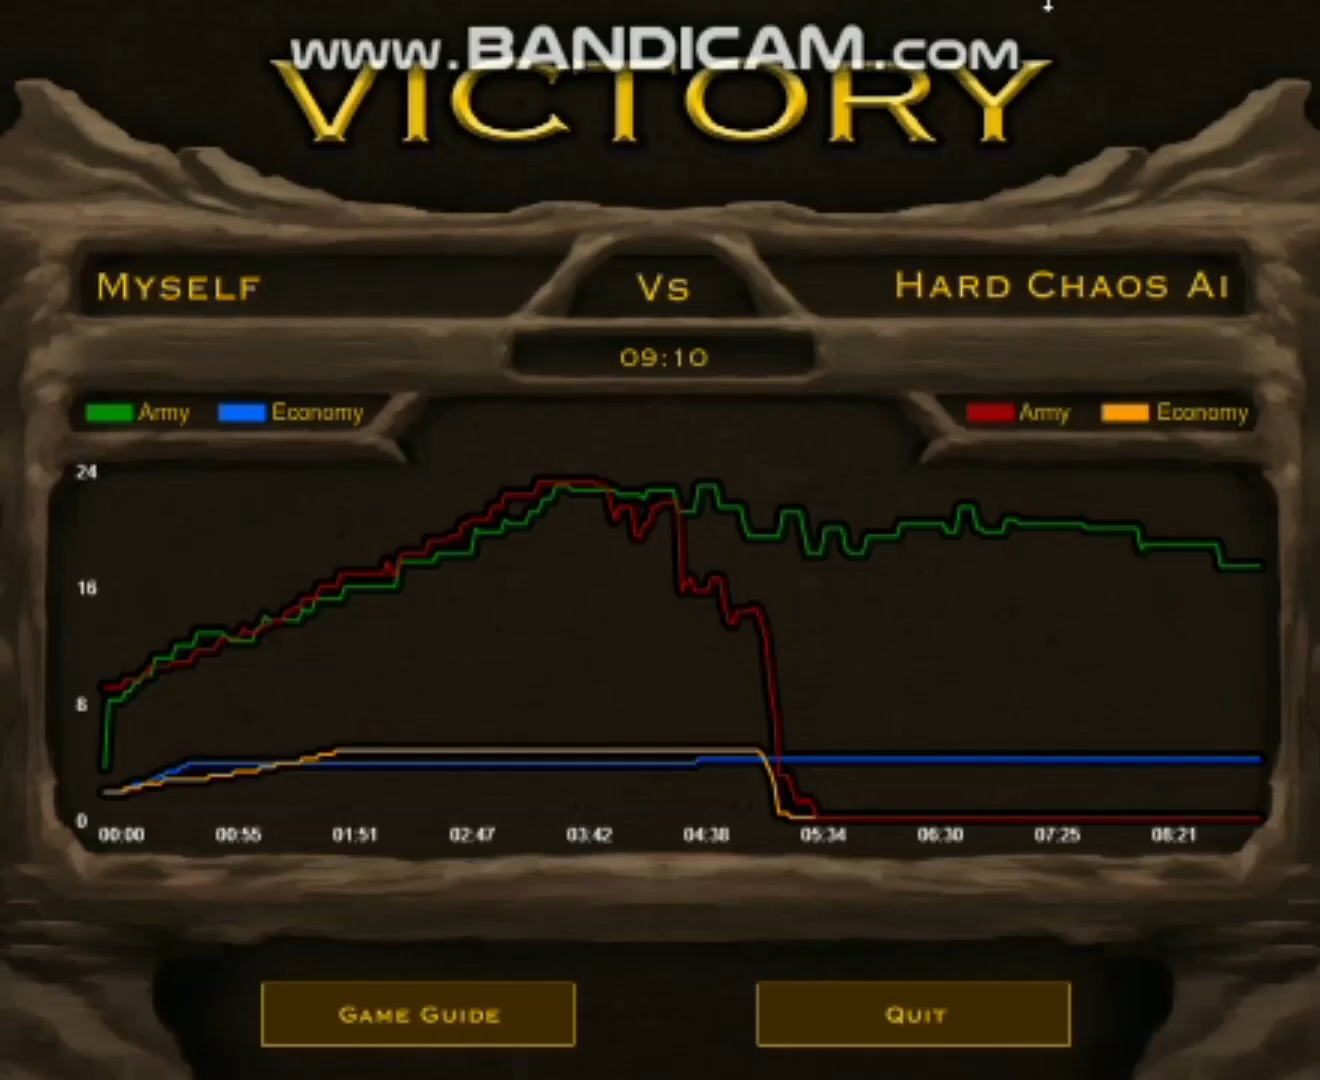 www.BANDICAM.com
VICTORY
MYSELF Vs HARD CHAOS AI
09:10
Army Economy Army Economy
24
16
8
0
00:00 00:55 01:51 02:47 03:42 04:38 05:34 06:30 07:25 08:21
GAME GUIDE QUIT